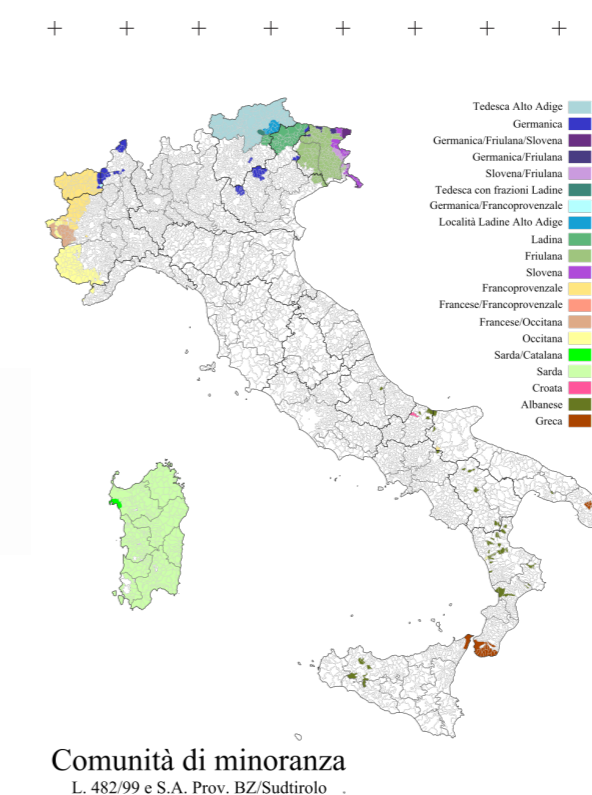 Tedesca Alto Adige
Germanica
Germanica/Friulana/Slovena
Germanica/Friulana
Slovena/Friulana
Tedesca con frazioni Ladine
Germanica/Francoprovenzale
Località Ladine Alto Adige
Ladina
Friulana
Slovena
Francoprovenzale
Francese/Francoprovenzale
Francese/Occitana
Occitana
Sarda/Catalana
Sarda
Croata
Albanese
Greca
Comunità di minoranza
L. 482/99 e S.A. Prov. BZ/Sudtirolo